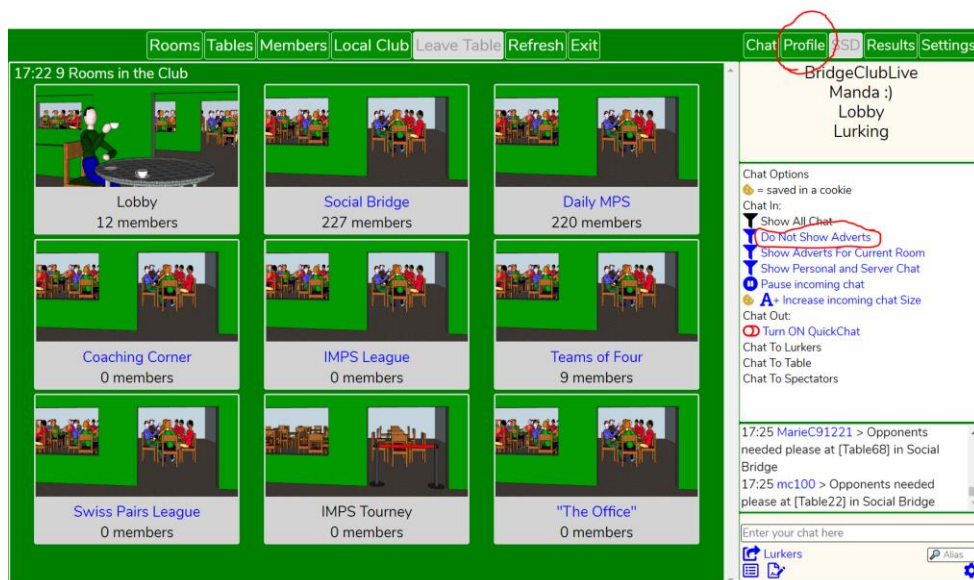 Rooms Tables Members Local Club Leave Table Refresh Exit
Chat Profile SSD Results Settings
17:22 9 Rooms in the Club
Lobby
12 members
Social Bridge
227 members
Daily MPS
220 members
Coaching Corner
0 members
IMPS League
0 members
Teams of Four
9 members
Swiss Pairs League
0 members
IMPS Tourney
0 members
"The Office"
0 members
BridgeClubLive
Manda :)
Lobby
Lurking
Chat Options
= saved in a cookie
Chat In:
Show All Chat
Do Not Show Adverts
Show Adverts For Current Room
Show Personal and Server Chat
Pause incoming chat
A+ Increase incoming chat Size
Chat Out:
Turn ON QuickChat
Chat To Lurkers
Chat To Table
Chat To Spectators
17:25 MarieC91221 > Opponents
needed please at [Table68] in Social
Bridge
17:25 mc100 > Opponents needed
please at [Table22] in Social Bridge
Enter your chat here
Lurkers
Alias